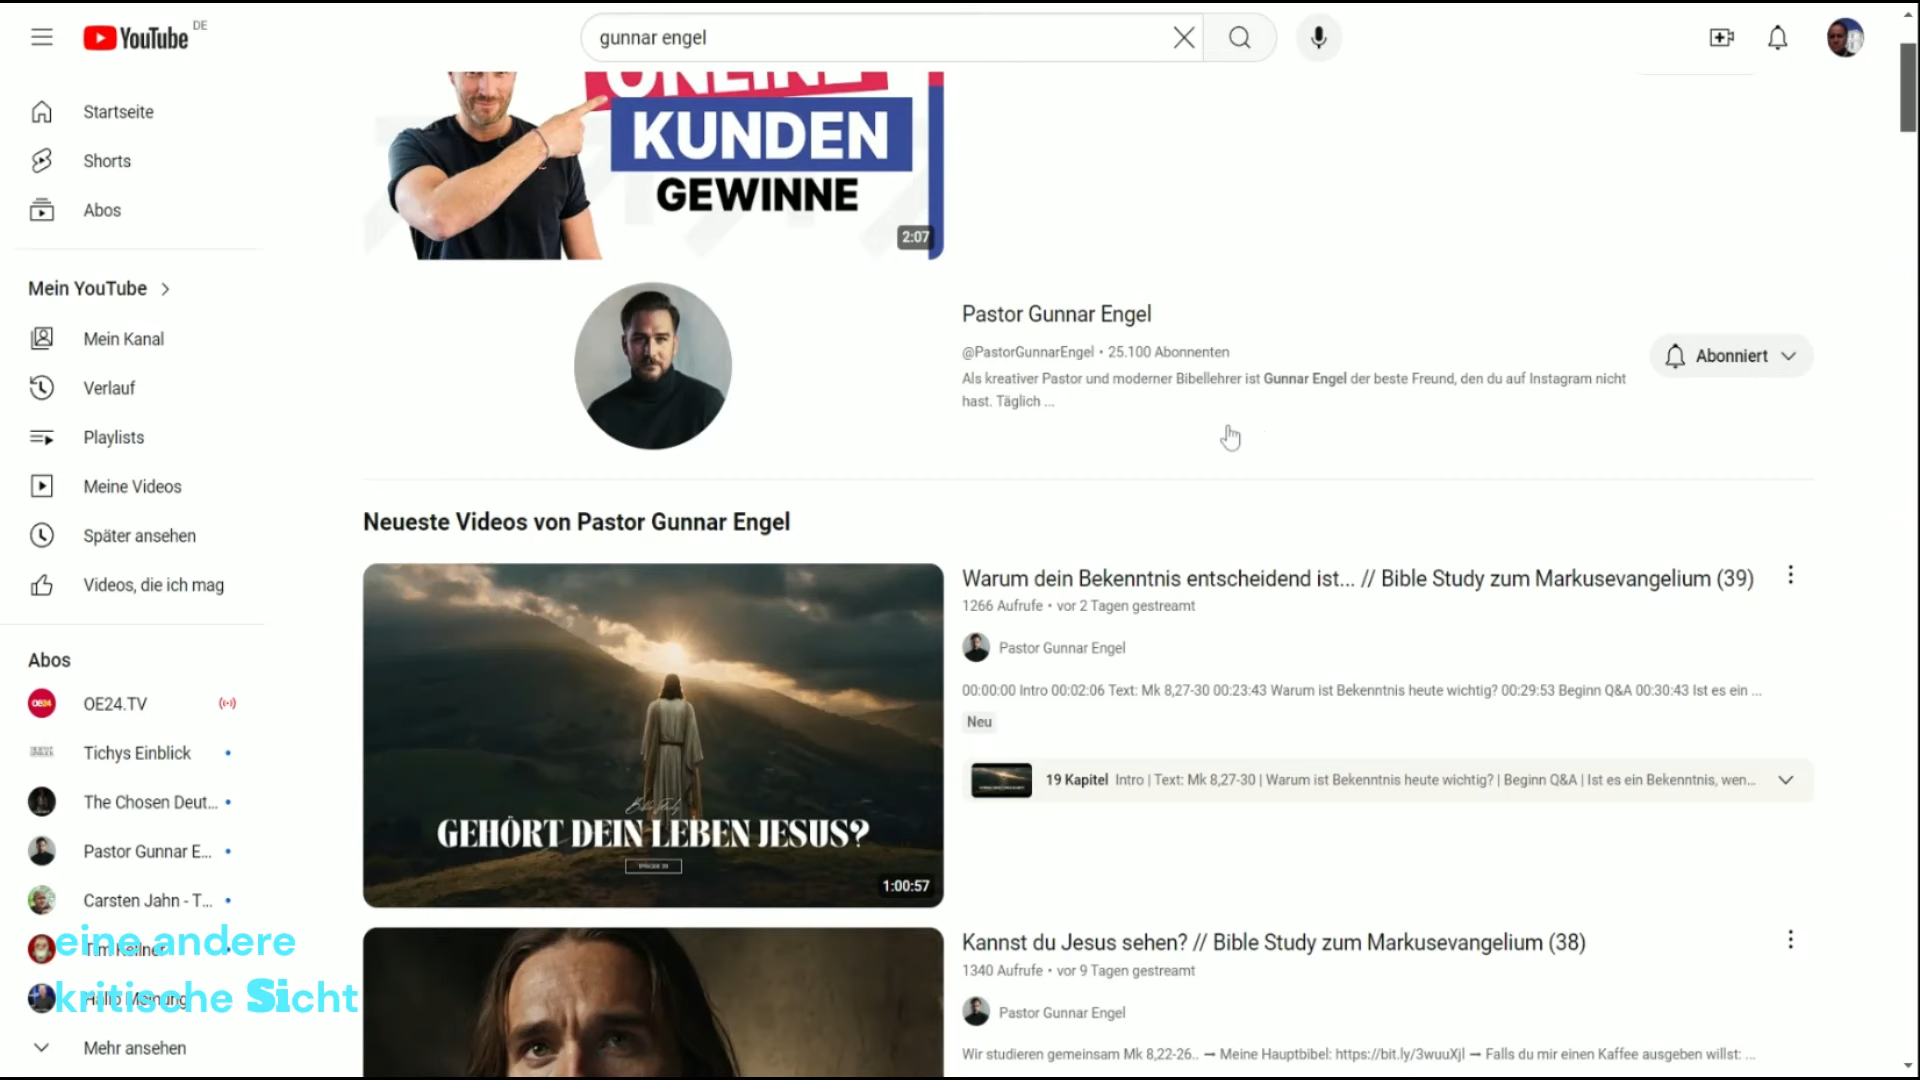 YouTube DE
gunnar engel
Startseite
Shorts
Abos
Mein YouTube
Mein Kanal
Verlauf
Playlists
Meine Videos
Später ansehen
Videos, die ich mag
Abos
OE24.TV
Tichys Einblick
The Chosen Deut...
Pastor Gunnar E...
Carsten Jahn - T...
Tim Kellner
Hallo Meinung
Mehr ansehen
eine andere
kritische Sicht
ONLINE
KUNDEN
GEWINNE
2:07
Pastor Gunnar Engel
@PastorGunnarEngel • 25.100 Abonnenten
Als kreativer Pastor und moderner Bibellehrer ist Gunnar Engel der beste Freund, den du auf Instagram nicht
hast. Täglich ...
Abonniert
Neueste Videos von Pastor Gunnar Engel
Bible Study
GEHÖRT DEIN LEBEN JESUS?
1:00:57
Warum dein Bekenntnis entscheidend ist... // Bible Study zum Markusevangelium (39)
1266 Aufrufe • vor 2 Tagen gestreamt
Pastor Gunnar Engel
00:00:00 Intro 00:02:06 Text: Mk 8,27-30 00:23:43 Warum ist Bekenntnis heute wichtig? 00:29:53 Beginn Q&A 00:30:43 Ist es ein ...
Neu
19 Kapitel Intro | Text: Mk 8,27-30 | Warum ist Bekenntnis heute wichtig? | Beginn Q&A | Ist es ein Bekenntnis, wen...
Kannst du Jesus sehen? // Bible Study zum Markusevangelium (38)
1340 Aufrufe • vor 9 Tagen gestreamt
Pastor Gunnar Engel
Wir studieren gemeinsam Mk 8,22-26.. → Meine Hauptbibel: https://bit.ly/3wuuXjl → Falls du mir einen Kaffee ausgeben willst: ...